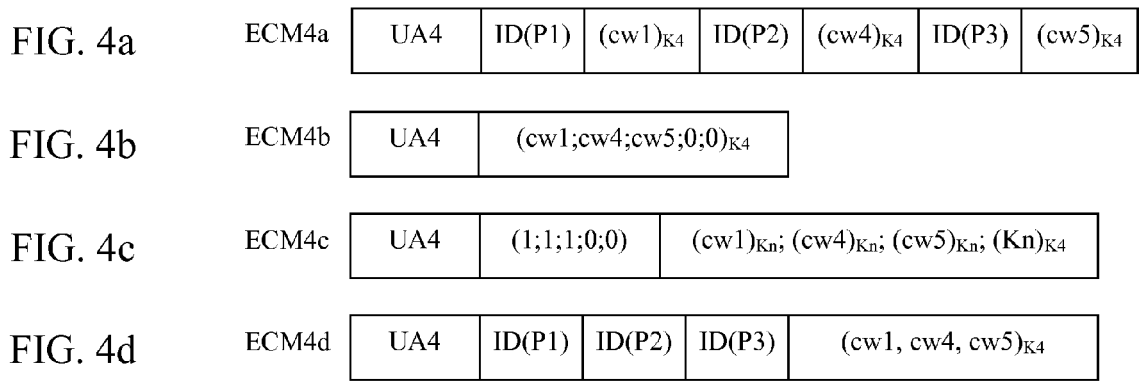 FIG. 4a ECM4a UA4 ID(P1) (cw1)K4 ID(P2) (cw4)K4 ID(P3) (cw5)K4
FIG. 4b ECM4b UA4 (cw1;cw4;cw5;0;0)K4
FIG. 4c ECM4c UA4 (1;1;1;0;0) (cw1)Kn; (cw4)Kn; (cw5)Kn; (Kn)K4
FIG. 4d ECM4d UA4 ID(P1) ID(P2) ID(P3) (cw1, cw4, cw5)K4